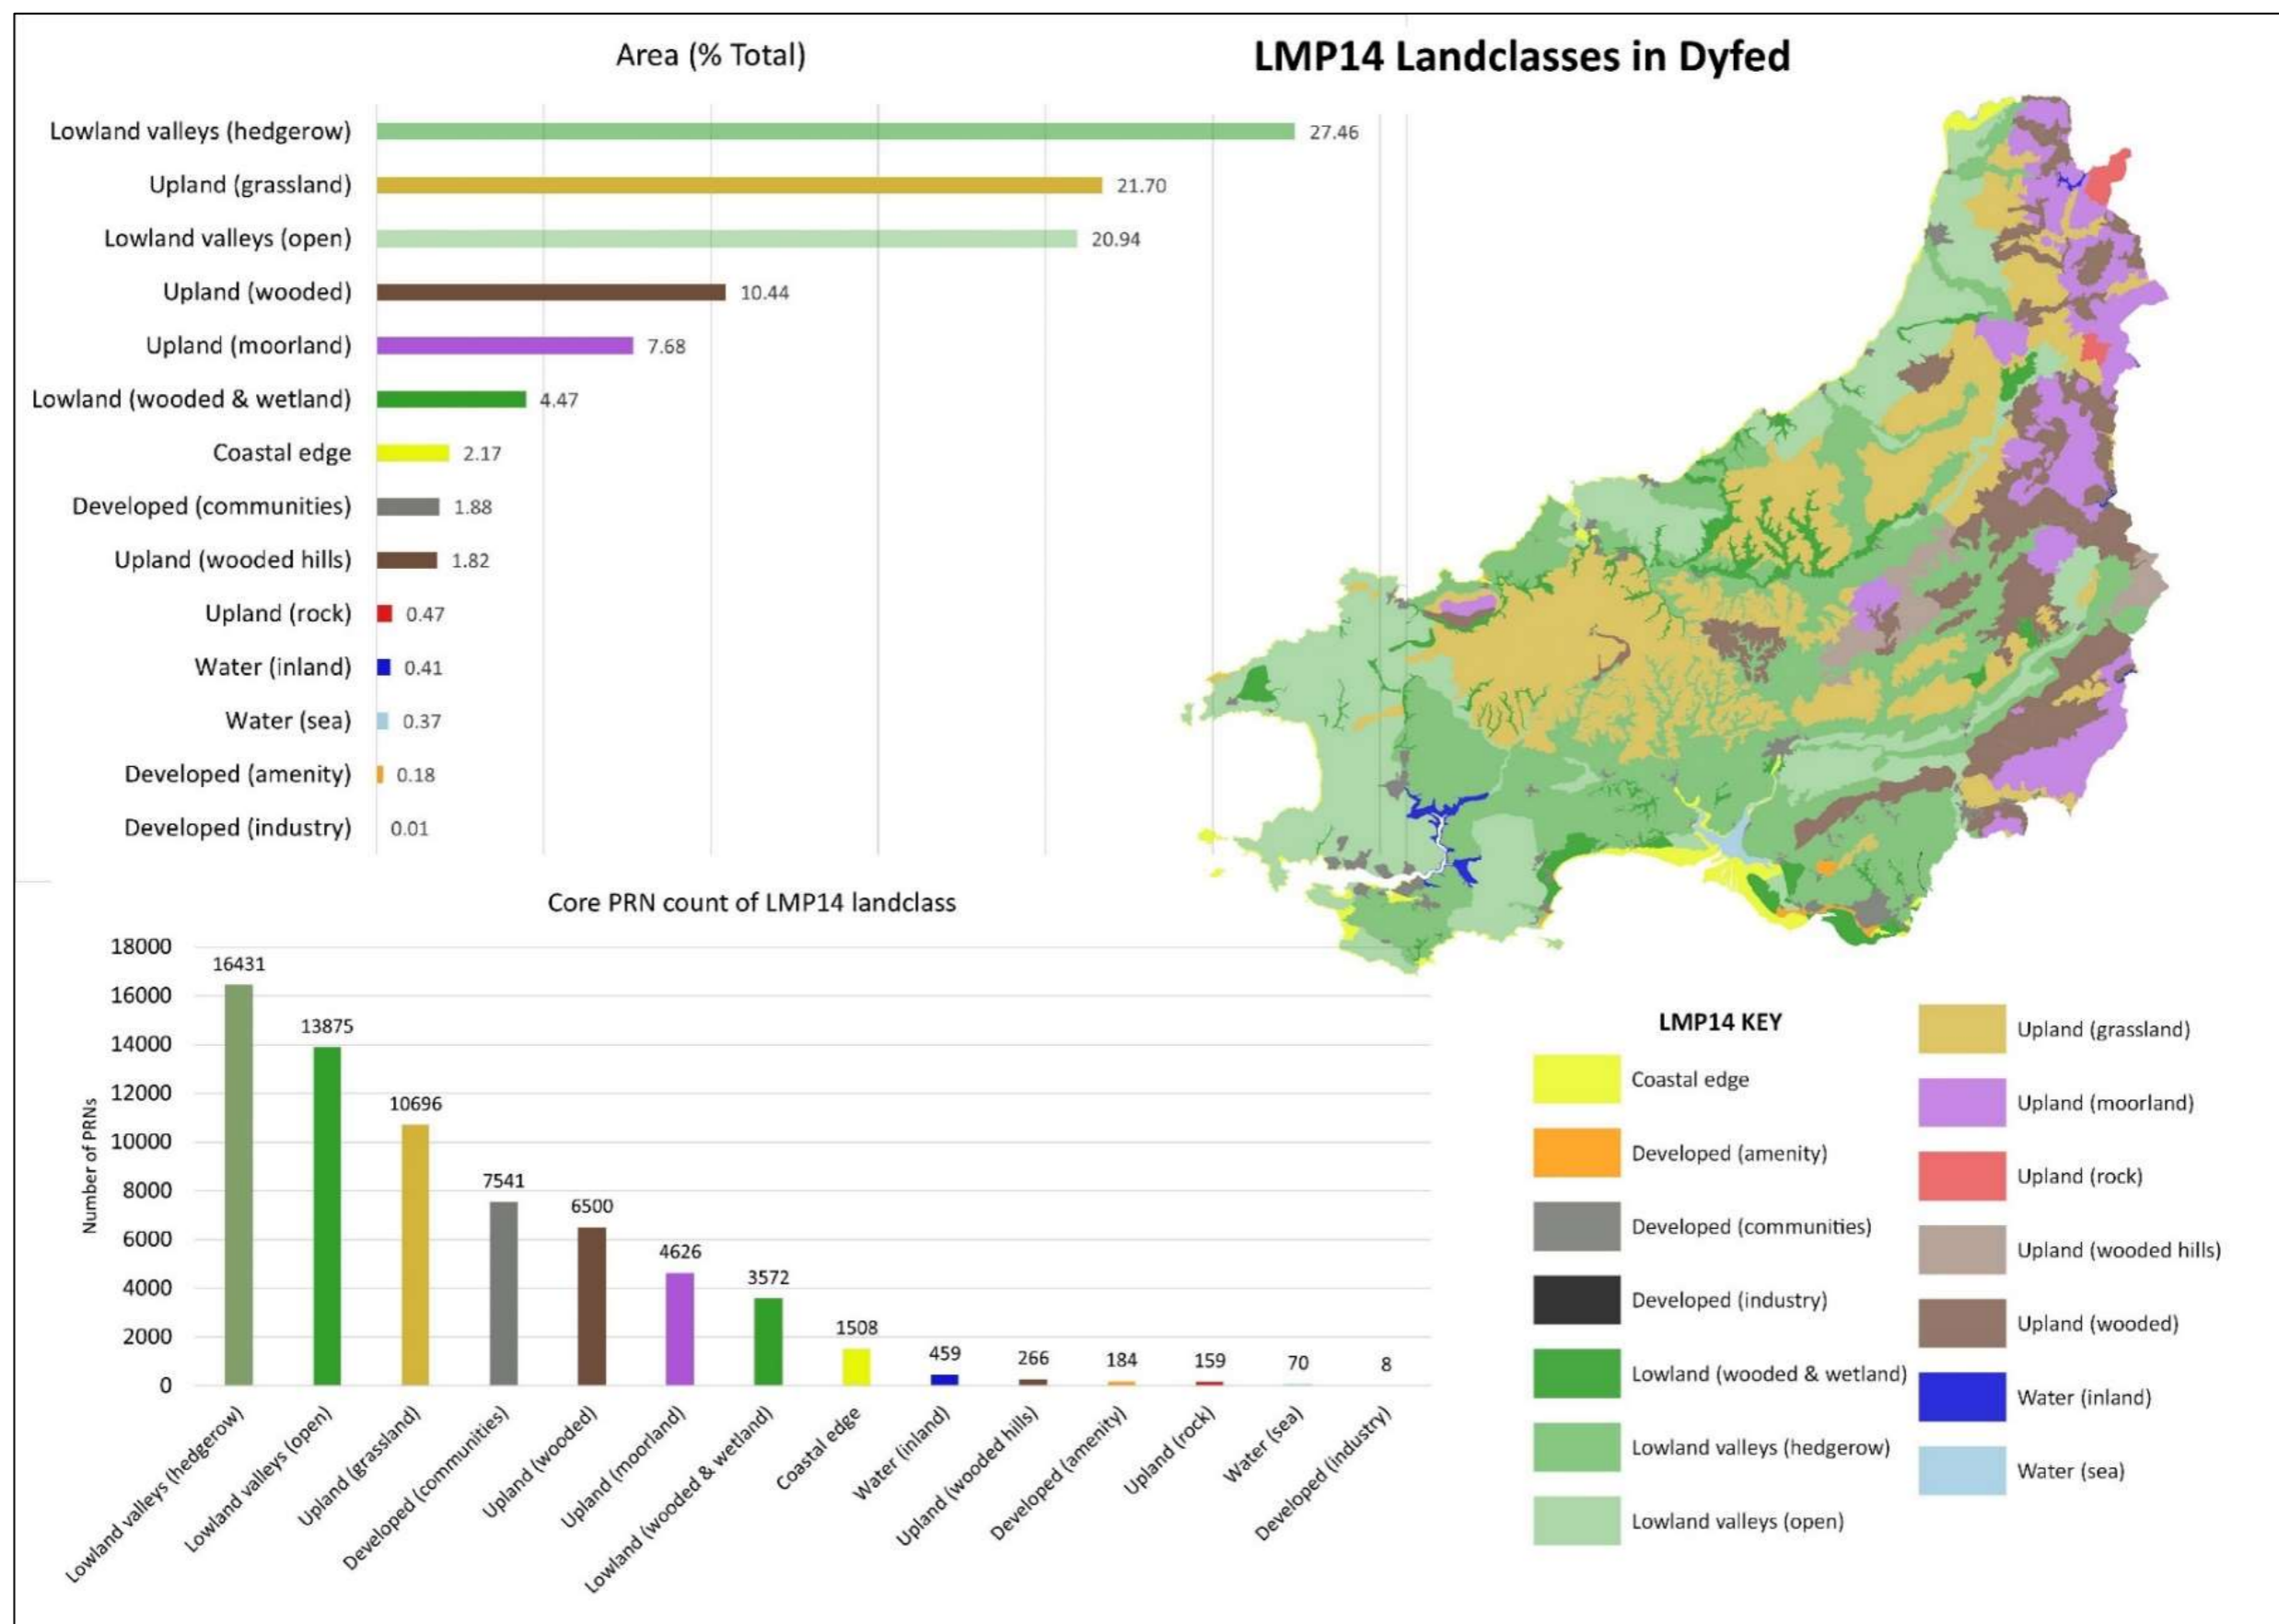 Area (% Total)
LMP14 Landclasses in Dyfed
Lowland valleys (hedgerow) 27.46
Upland (grassland) 21.70
Lowland valleys (open) 20.94
Upland (wooded) 10.44
Upland (moorland) 7.68
Lowland (wooded & wetland) 4.47
Coastal edge 2.17
Developed (communities) 1.88
Upland (wooded hills) 1.82
Upland (rock) 0.47
Water (inland) 0.41
Water (sea) 0.37
Developed (amenity) 0.18
Developed (industry) 0.01
Core PRN count of LMP14 landclass
Number of PRNs
18000
16000
14000
12000
10000
8000
6000
4000
2000
0
16431
13875
10696
7541
6500
4626
3572
1508
459
266
184
159
70
8
Lowland valleys (hedgerow)
Lowland valleys (open)
Upland (grassland)
Developed (communities)
Upland (wooded)
Upland (moorland)
Lowland (wooded & wetland)
Coastal edge
Water (inland)
Upland (wooded hills)
Developed (amenity)
Upland (rock)
Water (sea)
Developed (industry)
LMP14 KEY
Coastal edge
Developed (amenity)
Developed (communities)
Developed (industry)
Lowland (wooded & wetland)
Lowland valleys (hedgerow)
Lowland valleys (open)
Upland (grassland)
Upland (moorland)
Upland (rock)
Upland (wooded hills)
Upland (wooded)
Water (inland)
Water (sea)